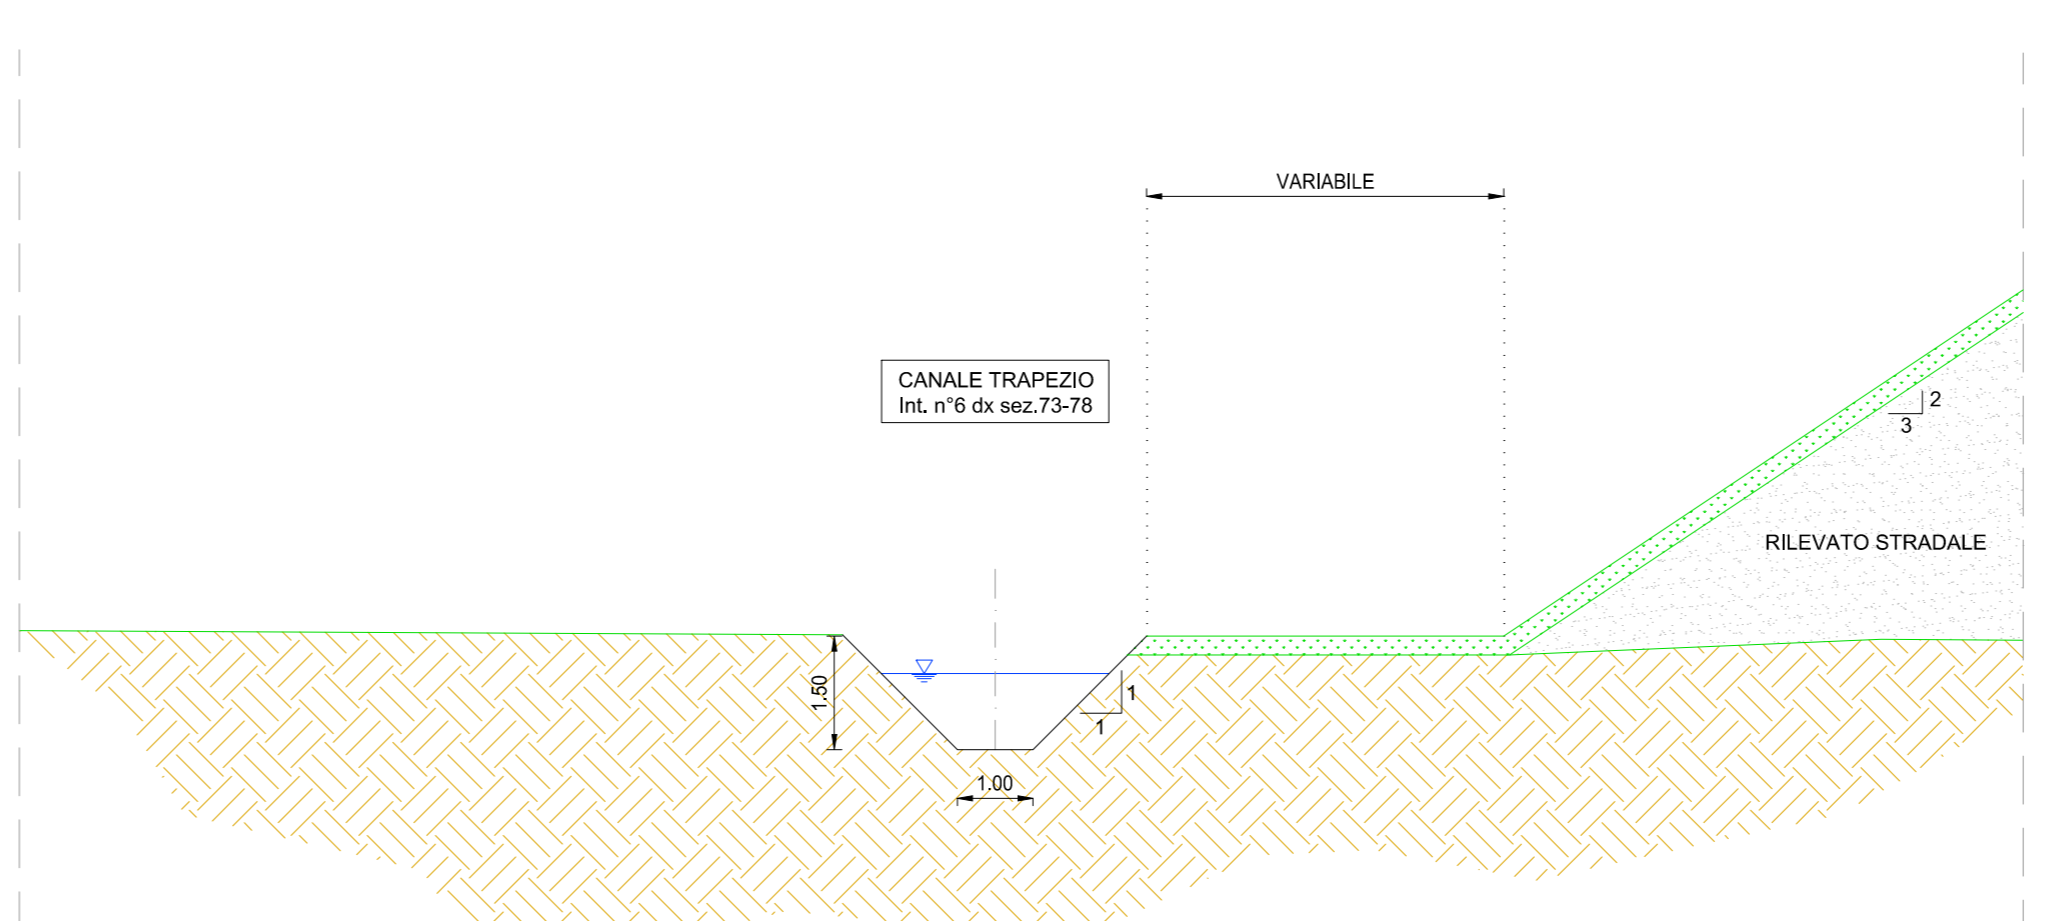 VARIABILE
CANALE TRAPEZIO
Int. n°6 dx sez.73-78
2
3
RILEVATO STRADALE
1.50
1
1
1.00